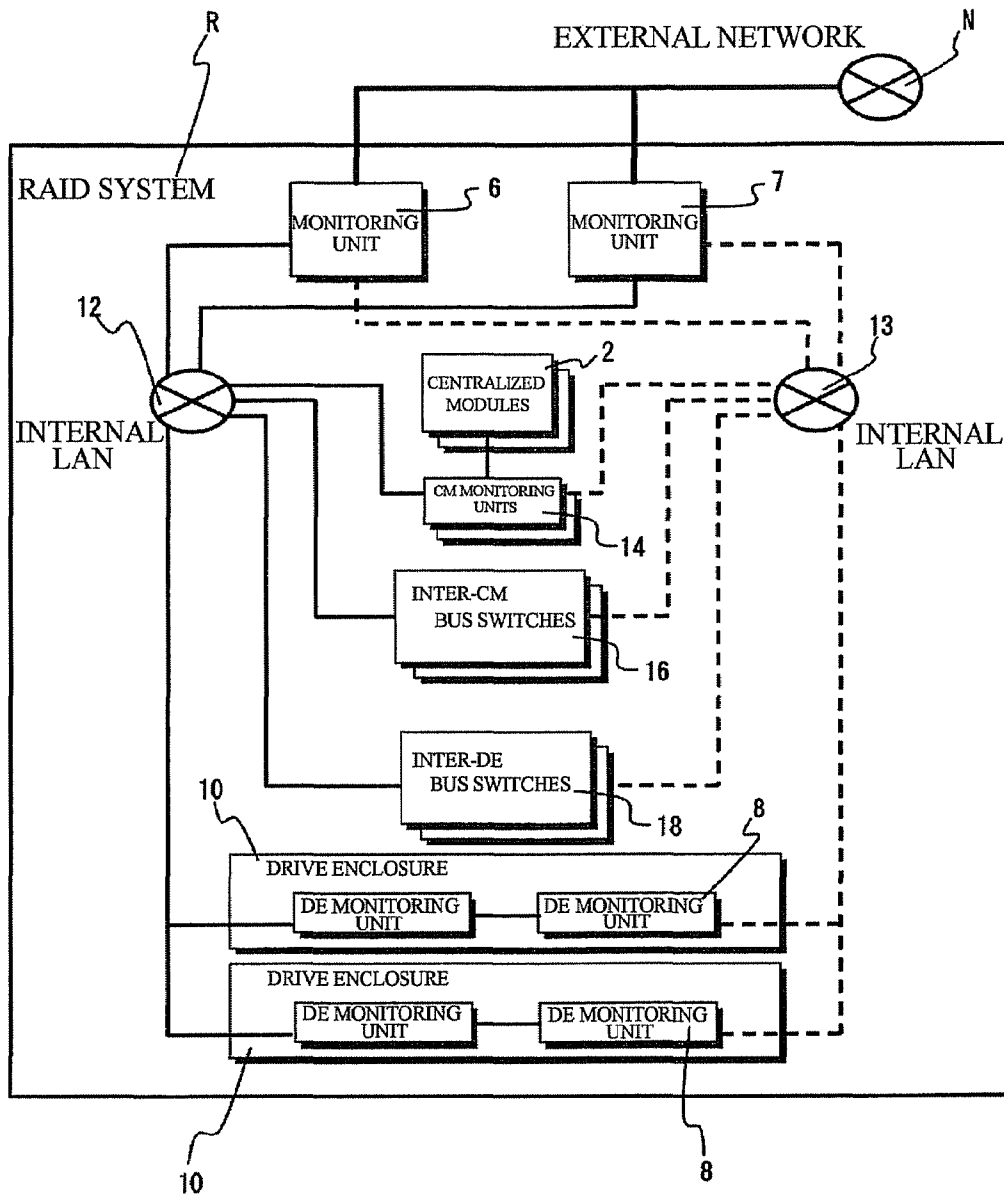 R
EXTERNAL NETWORK
N
RAID SYSTEM
6
MONITORING
UNIT
7
MONITORING
UNIT
12
INTERNAL
LAN
2
CENTRALIZED
MODULES
13
INTERNAL
LAN
CM MONITORING
UNITS
14
INTER-CM
BUS SWITCHES
16
INTER-DE
BUS SWITCHES
18
10
DRIVE ENCLOSURE
8
DE MONITORING
UNIT
DE MONITORING
UNIT
DRIVE ENCLOSURE
DE MONITORING
UNIT
DE MONITORING
UNIT
10
8